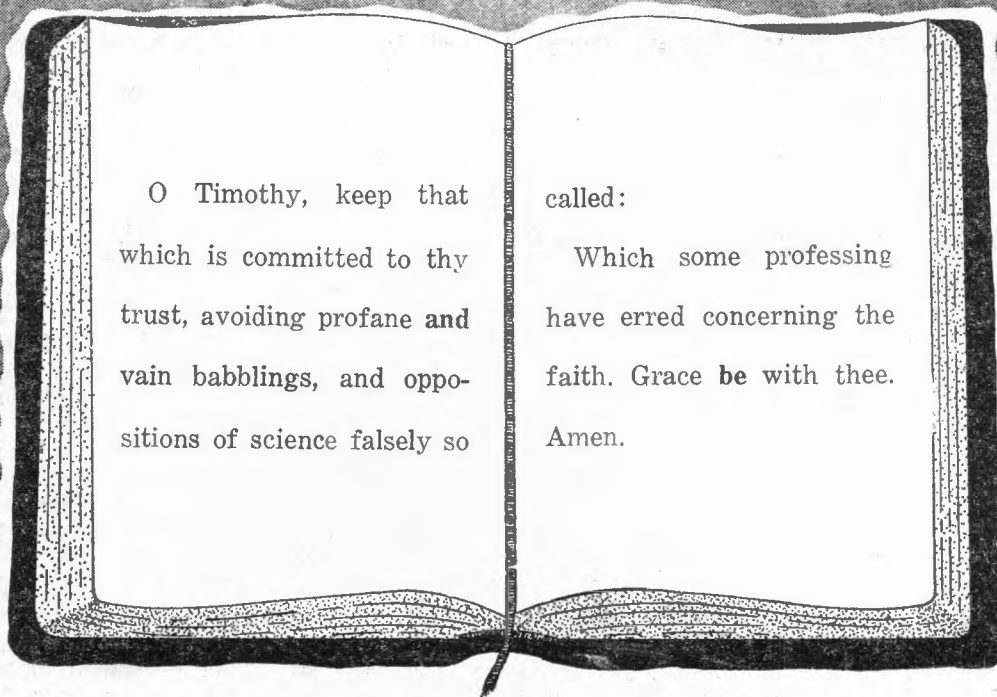 O Timothy, keep that
which is committed to thy
trust, avoiding profane and
vain babblings, and oppo-
sitions of science falsely so
called:
Which some professing
have erred concerning the
faith. Grace be with thee.
Amen.